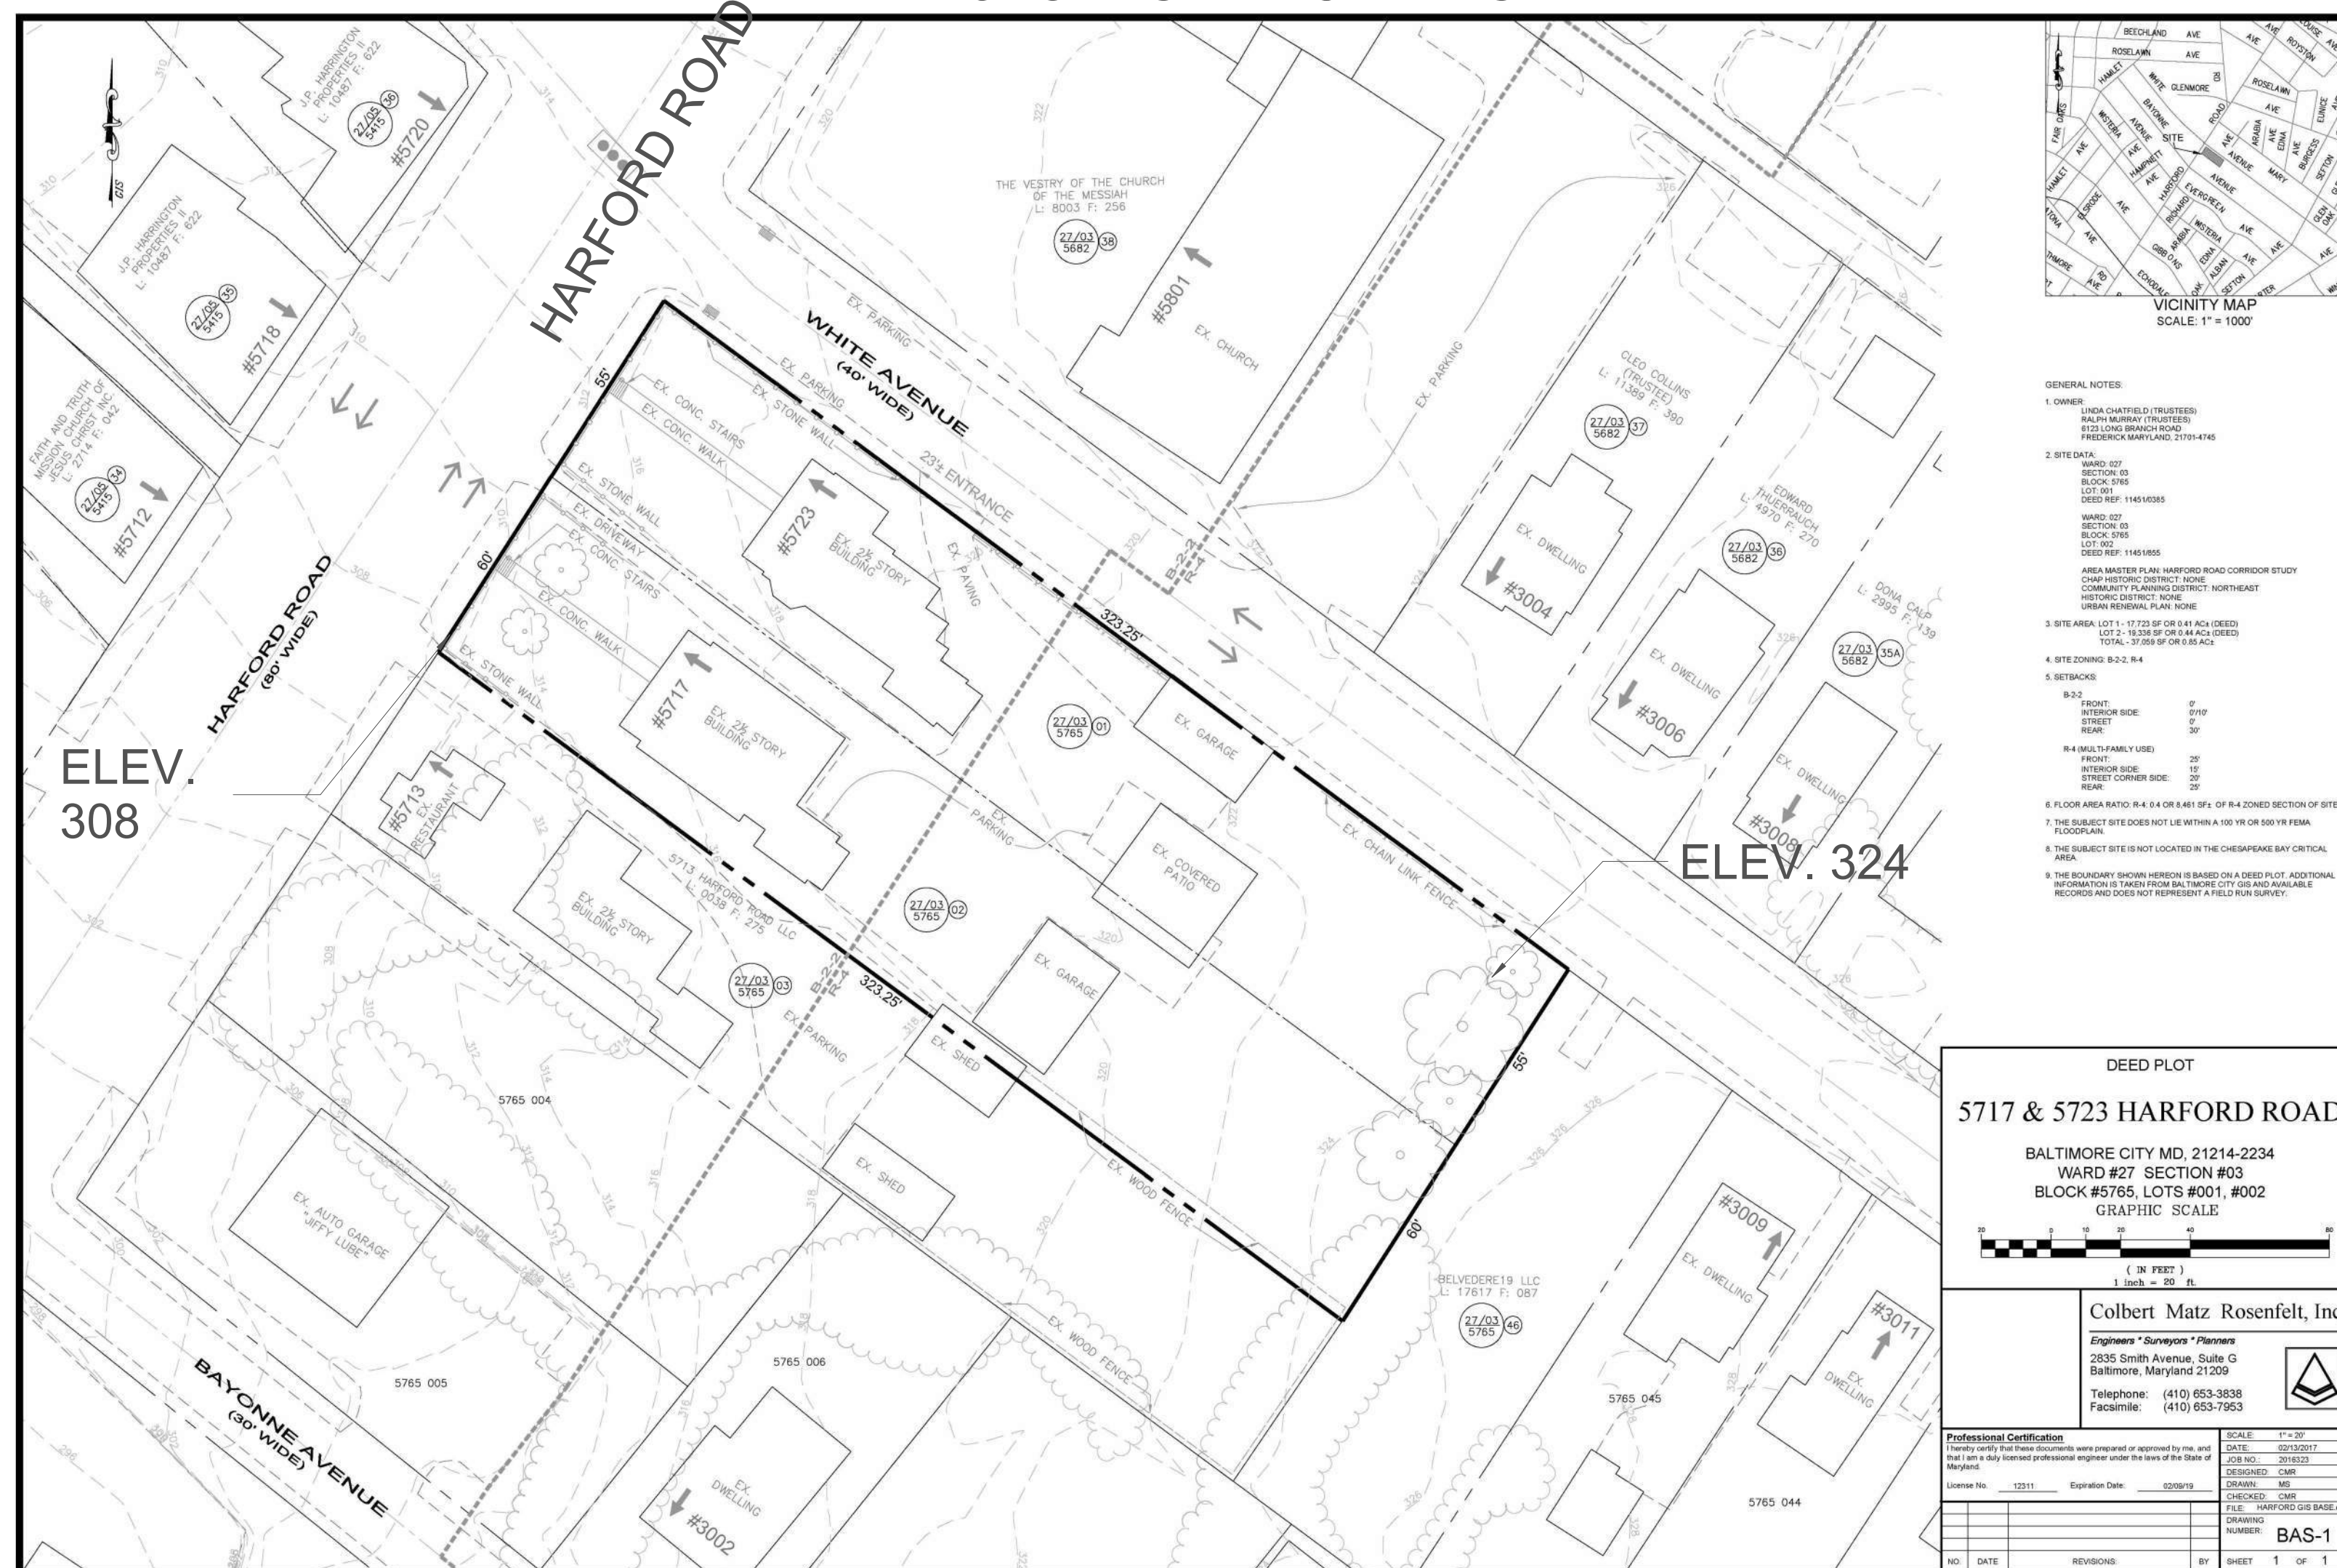 HARFORD ROAD
GIS
J.P. HARRINGTON
PROPERTIES II
L: 10487 F: 622
27/05
5415
36
#5720
J.P. HARRINGTON
PROPERTIES II
L: 10487 F: 622
27/05
5415
35
#5718
FAITH AND TRUTH
MISSION CHURCH OF
JESUS CHRIST INC.
L: 2714 F: 042
27/05
5415
34
#5712
HARFORD ROAD
(80' WIDE)
ELEV.
308
THE VESTRY OF THE CHURCH
OF THE MESSIAH
L: 8003 F: 256
27/03
5682
38
#5801
EX. CHURCH
EX. PARKING
WHITE AVENUE
(40' WIDE)
EX. PARKING
EX. STONE WALL
EX. PARKING
55'
EX. CONC. STAIRS
EX. CONC. WALK
23'± ENTRANCE
EX. STONE WALL
EX. DRIVEWAY
EX. CONC. STAIRS
60'
EX. CONC. WALK
EX. STONE WALL
#5723
EX. 2½ STORY
BUILDING
EX. PAVING
B-2-2
R-4
323.25'
#5717
EX. 2½ STORY
BUILDING
27/03
5765
01
EX. GARAGE
EX.
PARKING
EX. COVERED
PATIO
27/03
5765
02
EX. GARAGE
EX. CHAIN LINK FENCE
ELEV. 324
#5713
EX.
RESTAURANT
5713 HARFORD ROAD LLC
L: 0038 F: 275
EX. 2½ STORY
BUILDING
27/03
5765
03
B-2-2
R-4
323.25'
EX. PARKING
EX. SHED
EX. SHED
EX. WOOD FENCE
EX. WOOD FENCE
55'
60'
CLEO COLLINS
(TRUSTEE)
L: 11389 F: 390
27/03
5682
37
EX. DWELLING
#3004
EDWARD
THUERRAUCH
L: 4970 F: 270
27/03
5682
36
EX. DWELLING
#3006
DONA CALP
L: 2995 F: 139
27/03
5682
35A
EX. DWELLING
#3008
5765 004
EX. AUTO GARAGE
"JIFFY LUBE"
5765 005
BAYONNE AVENUE
(30' WIDE)
5765 006
EX.
DWELLING
#3002
BELVEDERE19 LLC
L: 17617 F: 087
27/03
5765
46
#3009
EX. DWELLING
#3011
EX.
DWELLING
5765 045
5765 044
BEECHLAND AVE
ROSELAWN AVE
GLENMORE
SITE
VICINITY MAP
SCALE: 1" = 1000'
GENERAL NOTES:
1. OWNER:
LINDA CHATFIELD (TRUSTEES)
RALPH MURRAY (TRUSTEES)
6123 LONG BRANCH ROAD
FREDERICK MARYLAND, 21701-4745
2. SITE DATA:
WARD: 027
SECTION: 03
BLOCK: 5765
LOT: 001
DEED REF: 11451/0385
WARD: 027
SECTION: 03
BLOCK: 5765
LOT: 002
DEED REF: 11451/855
AREA MASTER PLAN: HARFORD ROAD CORRIDOR STUDY
CHAP HISTORIC DISTRICT: NONE
COMMUNITY PLANNING DISTRICT: NORTHEAST
HISTORIC DISTRICT: NONE
URBAN RENEWAL PLAN: NONE
3. SITE AREA: LOT 1 - 17,723 SF OR 0.41 AC± (DEED)
LOT 2 - 19,336 SF OR 0.44 AC± (DEED)
TOTAL - 37,059 SF OR 0.85 AC±
4. SITE ZONING: B-2-2, R-4
5. SETBACKS:
B-2-2
FRONT: 0'
INTERIOR SIDE: 0'/10'
STREET 0'
REAR: 30'
R-4 (MULTI-FAMILY USE)
FRONT: 25'
INTERIOR SIDE: 15'
STREET CORNER SIDE: 20'
REAR: 25'
6. FLOOR AREA RATIO: R-4: 0.4 OR 8,461 SF± OF R-4 ZONED SECTION OF SITE
7. THE SUBJECT SITE DOES NOT LIE WITHIN A 100 YR OR 500 YR FEMA
FLOODPLAIN.
8. THE SUBJECT SITE IS NOT LOCATED IN THE CHESAPEAKE BAY CRITICAL
AREA.
9. THE BOUNDARY SHOWN HEREON IS BASED ON A DEED PLOT. ADDITIONAL
INFORMATION IS TAKEN FROM BALTIMORE CITY GIS AND AVAILABLE
RECORDS AND DOES NOT REPRESENT A FIELD RUN SURVEY.
DEED PLOT
5717 & 5723 HARFORD ROAD
BALTIMORE CITY MD, 21214-2234
WARD #27 SECTION #03
BLOCK #5765, LOTS #001, #002
GRAPHIC SCALE
20 0 10 20 40 80
( IN FEET )
1 inch = 20 ft.
Colbert Matz Rosenfelt, Inc
Engineers * Surveyors * Planners
2835 Smith Avenue, Suite G
Baltimore, Maryland 21209
Telephone: (410) 653-3838
Facsimile: (410) 653-7953
Professional Certification
I hereby certify that these documents were prepared or approved by me, and
that I am a duly licensed professional engineer under the laws of the State of
Maryland.
License No. 12311 Expiration Date: 02/09/19
SCALE: 1" = 20'
DATE: 02/13/2017
JOB NO.: 2016323
DESIGNED: CMR
DRAWN: MS
CHECKED: CMR
FILE: HARFORD GIS BASE
DRAWING
NUMBER: BAS-1
NO. DATE REVISIONS: BY SHEET 1 OF 1